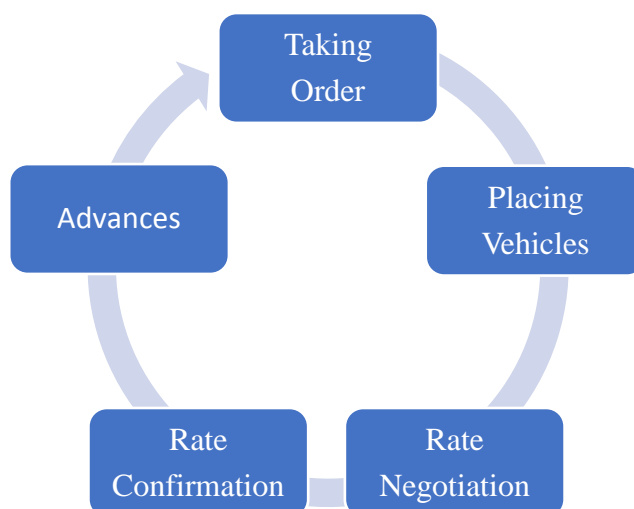 Taking
Order
Placing
Vehicles
Rate
Negotiation
Rate
Confirmation
Advances